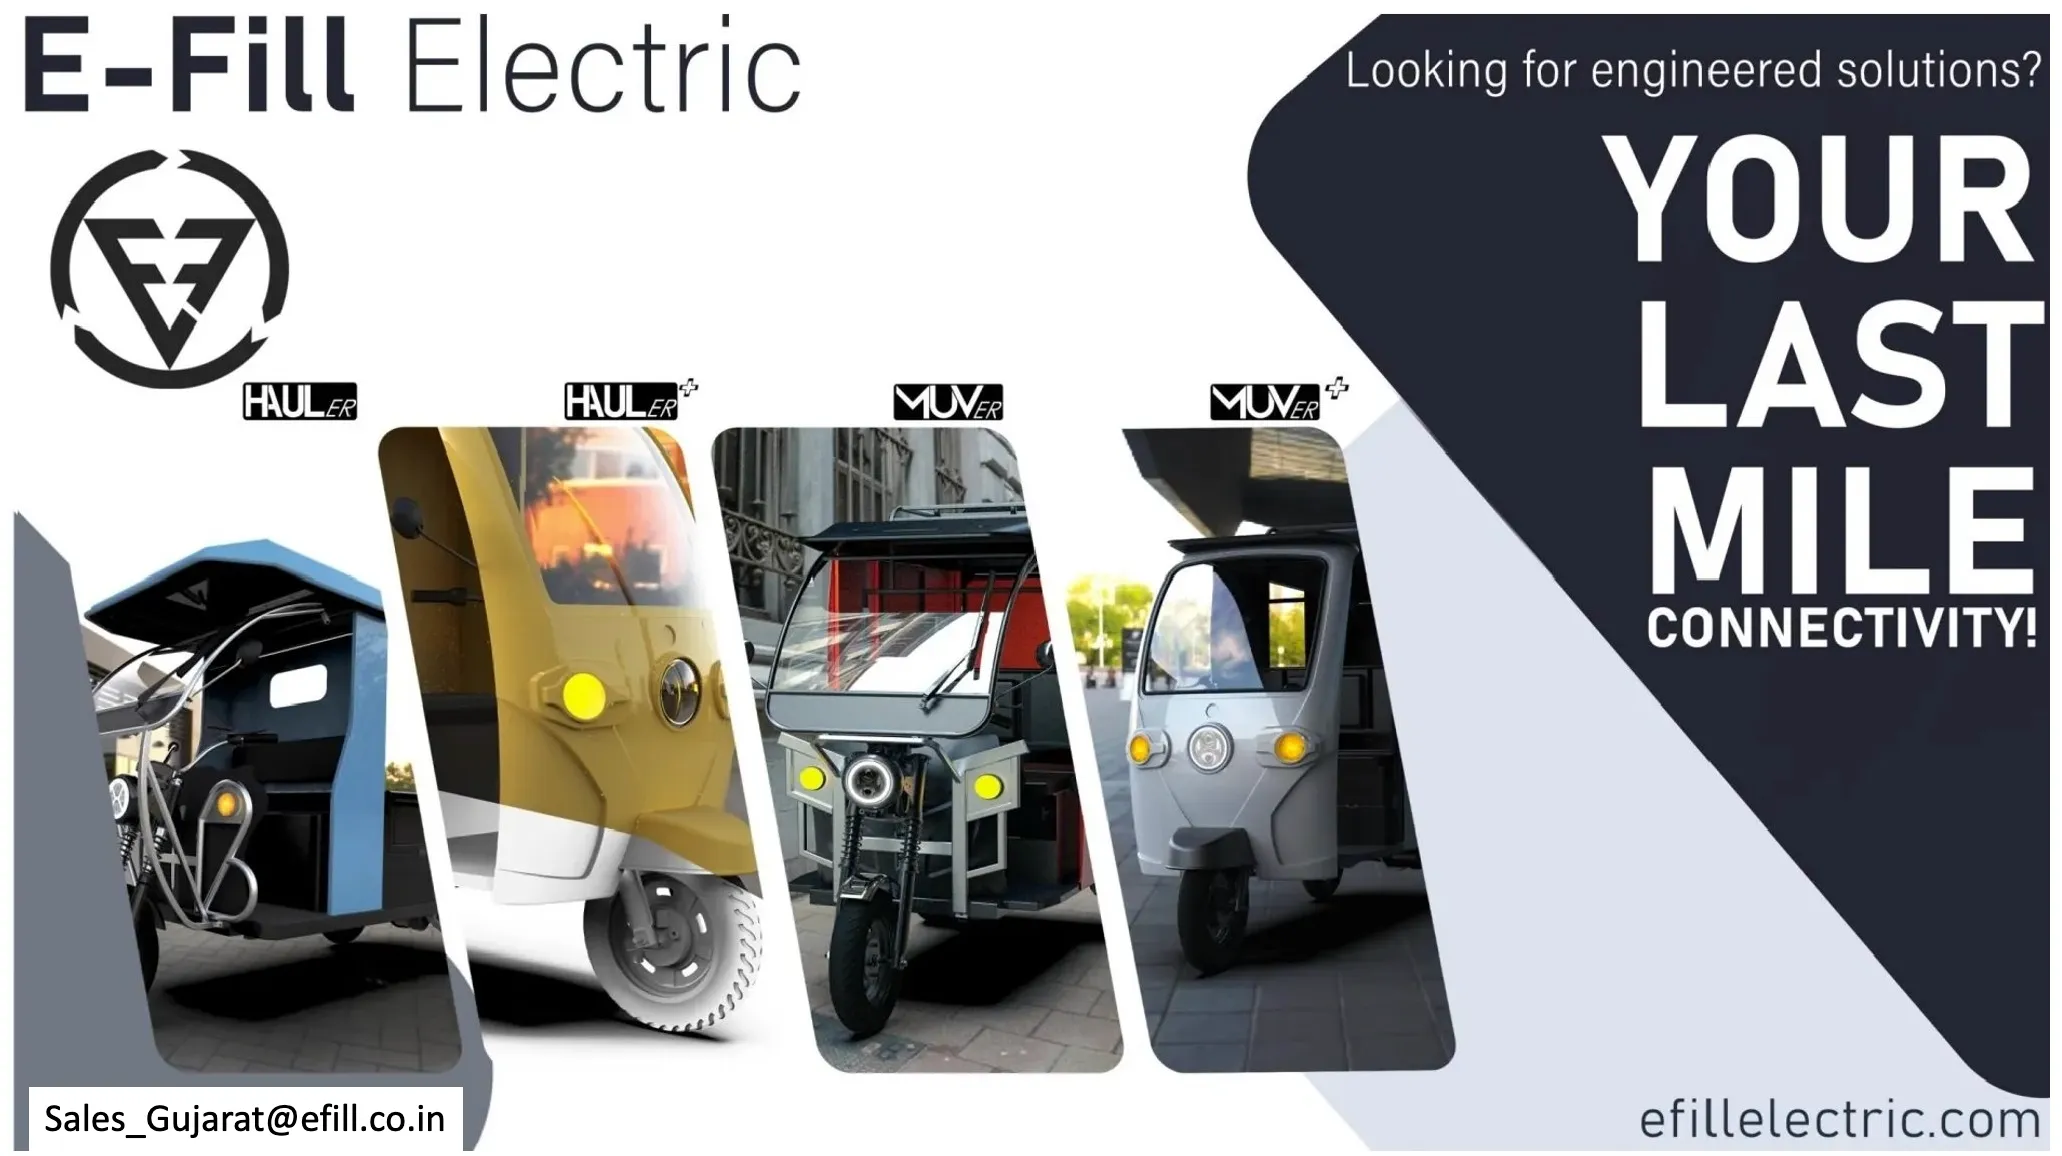 E-Fill Electric
Looking for engineered solutions?
YOUR
LAST
MILE
CONNECTIVITY!
HAULER
HAULER+
MUVER
MUVER+
Sales_Gujarat@efill.co.in
efillelectric.com